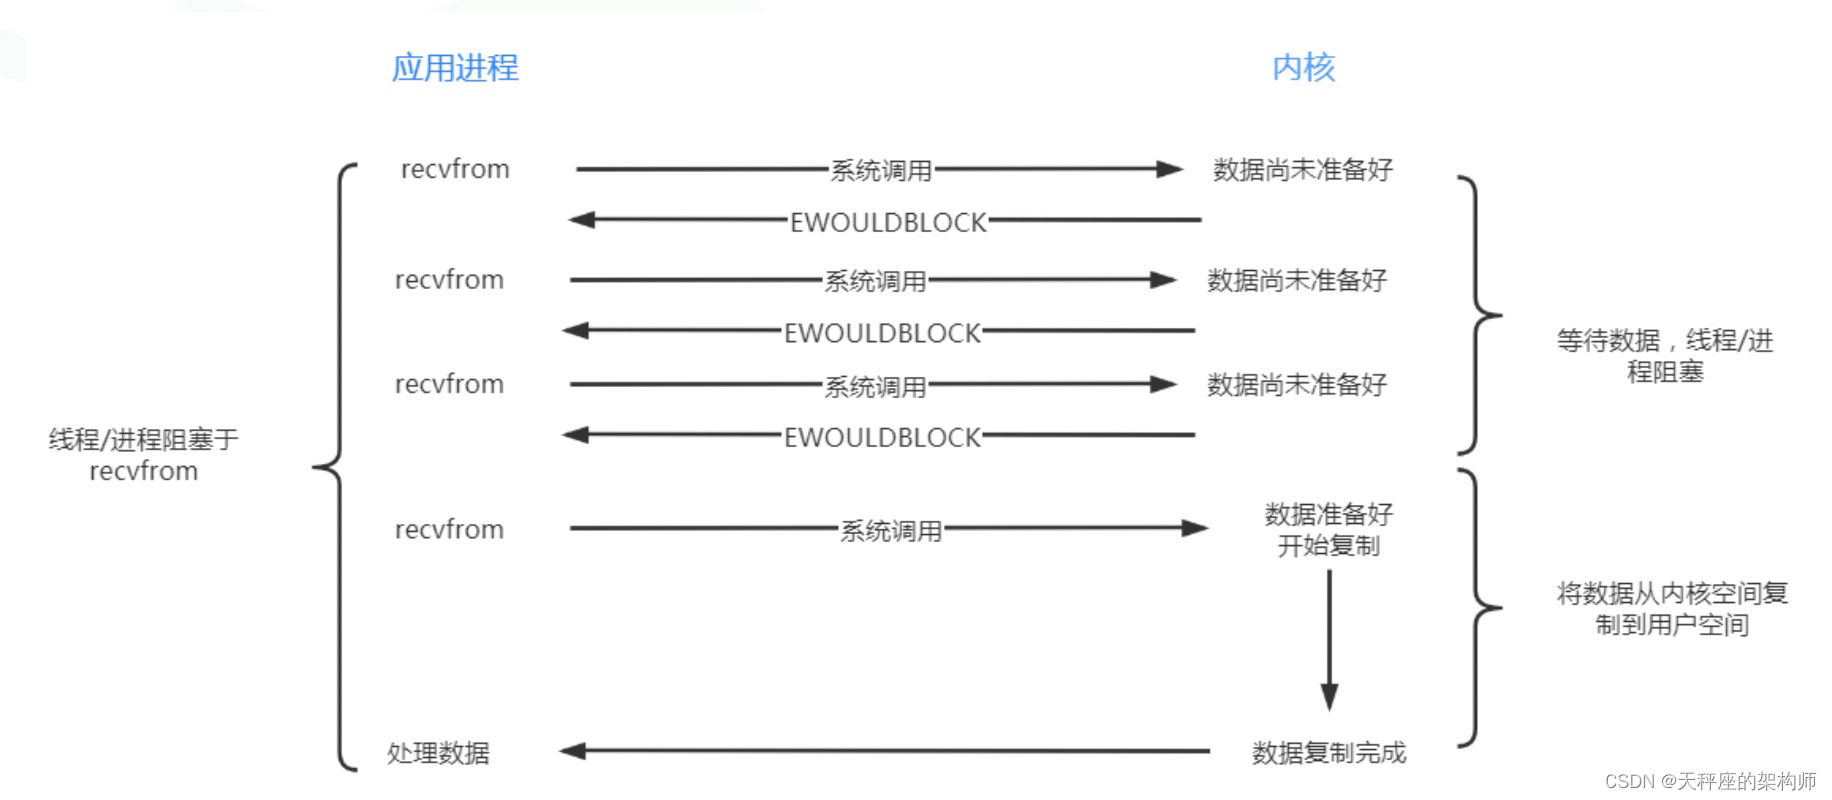 应用进程
内核
recvfrom
系统调用
数据尚未准备好
EWOULDBLOCK
recvfrom
系统调用
数据尚未准备好
EWOULDBLOCK
recvfrom
系统调用
数据尚未准备好
EWOULDBLOCK
等待数据，线程/进
程阻塞
线程/进程阻塞于
recvfrom
recvfrom
系统调用
数据准备好
开始复制
将数据从内核空间复
制到用户空间
处理数据
数据复制完成
CSDN @天秤座的架构师